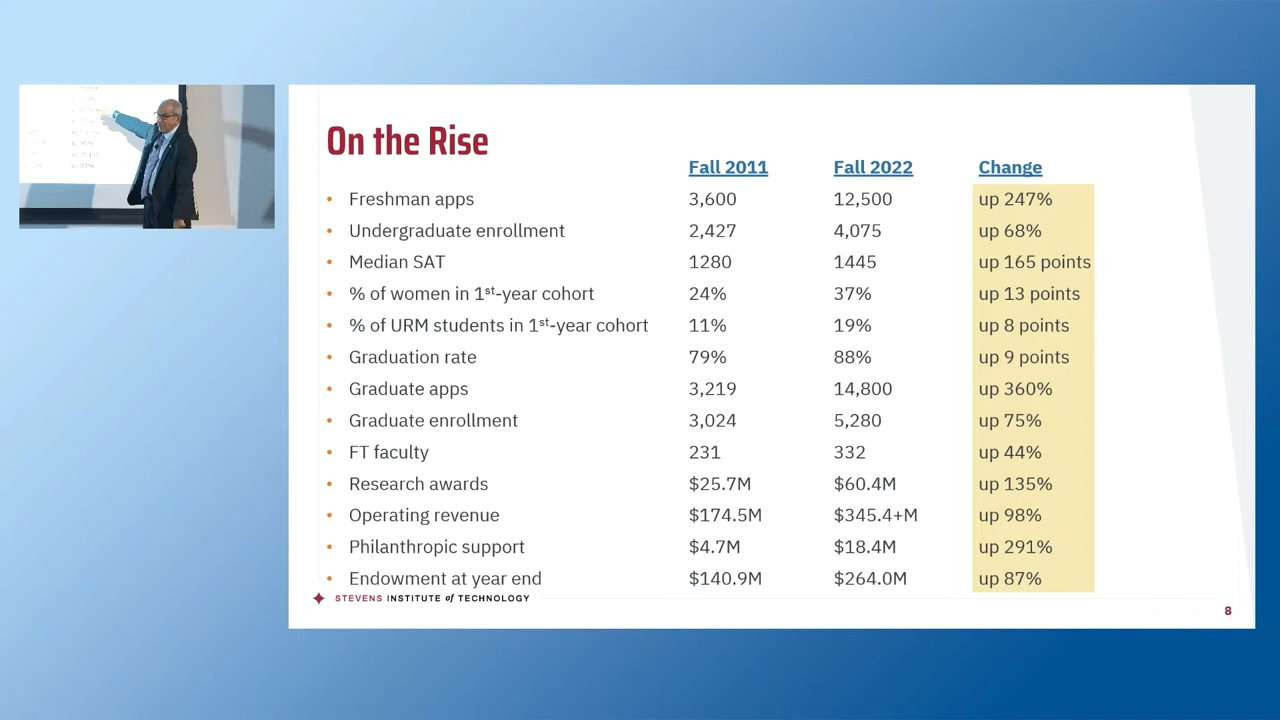 On the Rise
Fall 2011 Fall 2022 Change
• Freshman apps 3,600 12,500 up 247%
• Undergraduate enrollment 2,427 4,075 up 68%
• Median SAT 1280 1445 up 165 points
• % of women in 1st-year cohort 24% 37% up 13 points
• % of URM students in 1st-year cohort 11% 19% up 8 points
• Graduation rate 79% 88% up 9 points
• Graduate apps 3,219 14,800 up 360%
• Graduate enrollment 3,024 5,280 up 75%
• FT faculty 231 332 up 44%
• Research awards $25.7M $60.4M up 135%
• Operating revenue $174.5M $345.4+M up 98%
• Philanthropic support $4.7M $18.4M up 291%
• Endowment at year end $140.9M $264.0M up 87%
STEVENS INSTITUTE of TECHNOLOGY
8